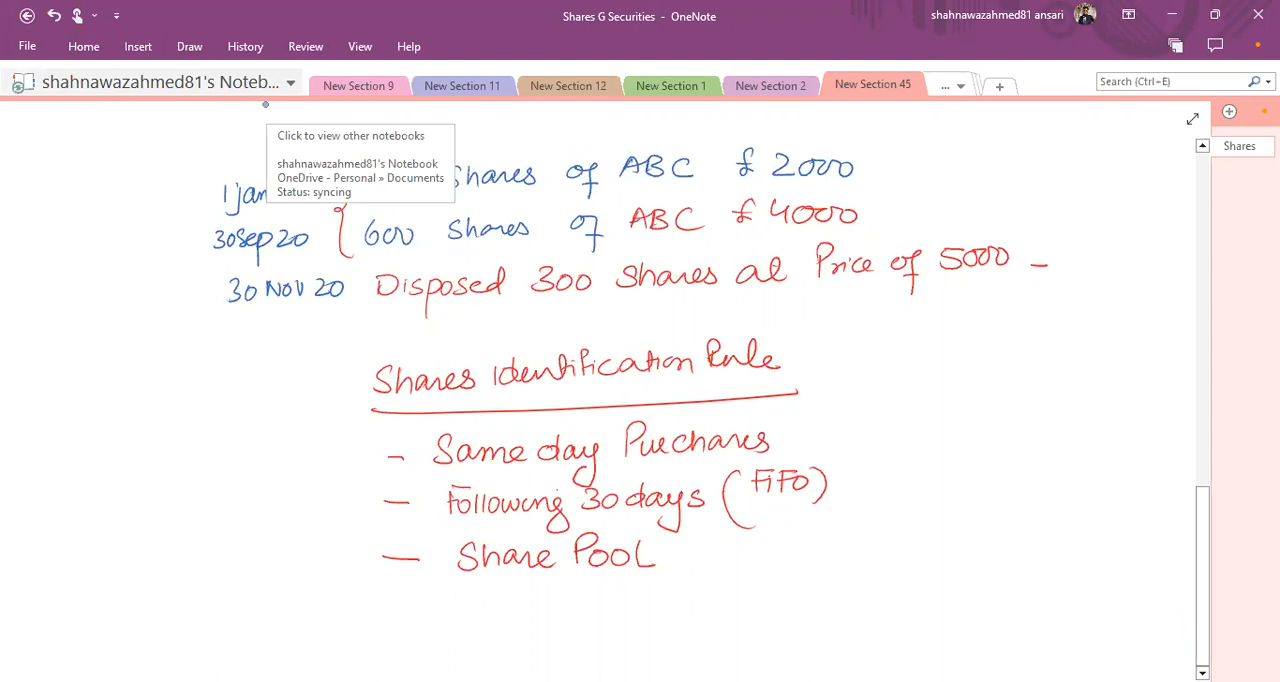 Shares G Securities - OneNote
shahnawazahmed81 ansari
File Home Insert Draw History Review View Help
shahnawazahmed81's Noteb... New Section 9 New Section 11 New Section 12 New Section 1 New Section 2 New Section 45 ... Search (Ctrl+E)
Click to view other notebooks
shahnawazahmed81's Notebook
OneDrive - Personal » Documents
Status: syncing
Shares
1 jan Shares of ABC £ 2000
30 Sep 20 600 Shares of ABC £ 4000
30 Nov 20 Disposed 300 Shares at Price of 5000 -
Shares Identification Rule
- Same day Purchares
- Following 30 days (FIFO)
- Share Pool